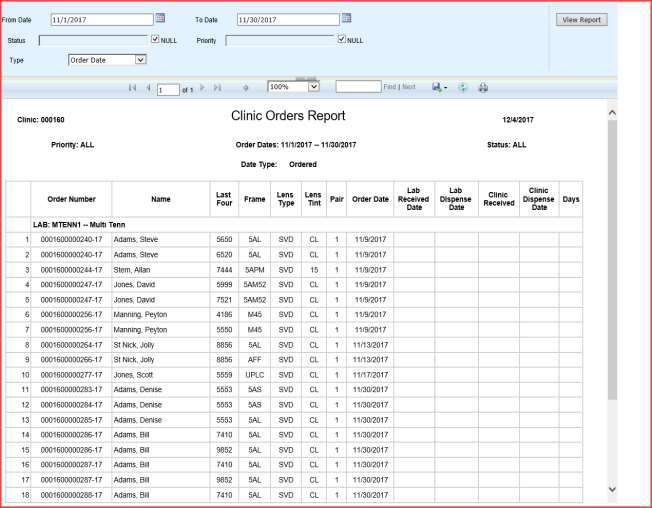 From Date 11/1/2017 To Date 11/30/2017 View Report
Status NULL Priority NULL
Type Order Date
1 of 1 100% Find | Next
Clinic: 000160 Clinic Orders Report 12/4/2017
Priority: ALL Order Dates: 11/1/2017 -- 11/30/2017 Status: ALL
Date Type: Ordered
Order Number Name Last Four Frame Lens Type Lens Tint Pair Order Date Lab Received Date Lab Dispense Date Clinic Received Clinic Dispense Date Days
LAB: MTENN1 -- Multi Tenn
1 0001600000240-17 Adams, Steve 5650 5AL SVD CL 1 11/9/2017
2 0001600000240-17 Adams, Steve 6520 5AL SVD CL 1 11/9/2017
3 0001600000244-17 Stem, Allan 7444 5APM SVD 15 1 11/9/2017
4 0001600000247-17 Jones, David 5999 5AM52 SVD CL 1 11/9/2017
5 0001600000247-17 Jones, David 7521 5AM52 SVD CL 1 11/9/2017
6 0001600000256-17 Manning, Peyton 4186 M45 SVD CL 1 11/9/2017
7 0001600000256-17 Manning, Peyton 5550 M45 SVD CL 1 11/9/2017
8 0001600000264-17 St Nick, Jolly 8856 5AL SVD CL 1 11/13/2017
9 0001600000266-17 St Nick, Jolly 8856 AFF SVD CL 1 11/13/2017
10 0001600000277-17 Jones, Scott 5559 UPLC SVD CL 1 11/17/2017
11 0001600000283-17 Adams, Denise 5553 5AS SVD CL 1 11/30/2017
12 0001600000284-17 Adams, Denise 5553 5AS SVD CL 1 11/30/2017
13 0001600000285-17 Adams, Denise 5553 5AL SVD CL 1 11/30/2017
14 0001600000286-17 Adams, Bill 7410 5AL SVD CL 1 11/30/2017
15 0001600000286-17 Adams, Bill 9852 5AL SVD CL 1 11/30/2017
16 0001600000287-17 Adams, Bill 7410 5AL SVD CL 1 11/30/2017
17 0001600000287-17 Adams, Bill 9852 5AL SVD CL 1 11/30/2017
18 0001600000288-17 Adams, Bill 7410 5AL SVD CL 1 11/30/2017